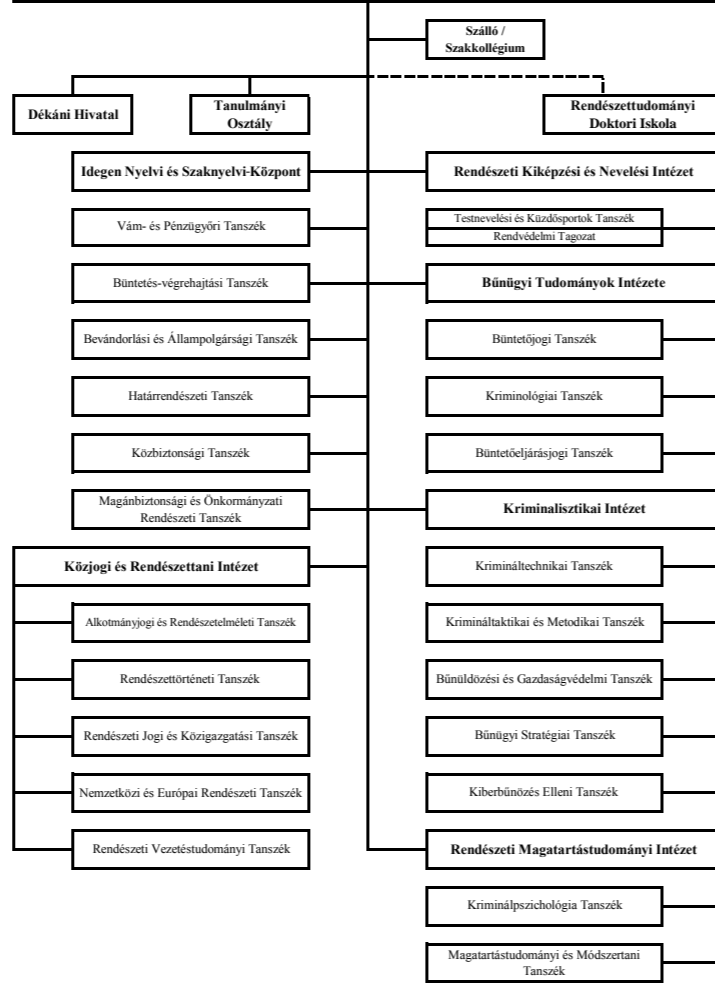 Szálló /
Szakkollégium
Dékáni Hivatal
Tanulmányi
Osztály
Rendészettudományi
Doktori Iskola
Idegen Nyelvi és Szaknyelvi-Központ
Rendészeti Kiképzési és Nevelési Intézet
Vám- és Pénzügyőri Tanszék
Testnevelési és Küzdősportok Tanszék
Rendvédelmi Tagozat
Büntetés-végrehajtási Tanszék
Bűnügyi Tudományok Intézete
Bevándorlási és Állampolgársági Tanszék
Büntetőjogi Tanszék
Határrendészeti Tanszék
Kriminológiai Tanszék
Közbiztonsági Tanszék
Büntetőeljárásjogi Tanszék
Magánbiztonsági és Önkormányzati
Rendészeti Tanszék
Kriminalisztikai Intézet
Közjogi és Rendészettani Intézet
Krimináltechnikai Tanszék
Alkotmányjogi és Rendészetelméleti Tanszék
Krimináltaktikai és Metodikai Tanszék
Rendészettörténeti Tanszék
Bűnüldözési és Gazdaságvédelmi Tanszék
Rendészeti Jogi és Közigazgatási Tanszék
Bűnügyi Stratégiai Tanszék
Nemzetközi és Európai Rendészeti Tanszék
Kiberbűnözés Elleni Tanszék
Rendészeti Vezetéstudományi Tanszék
Rendészeti Magatartástudományi Intézet
Kriminálpszichológia Tanszék
Magatartástudományi és Módszertani
Tanszék